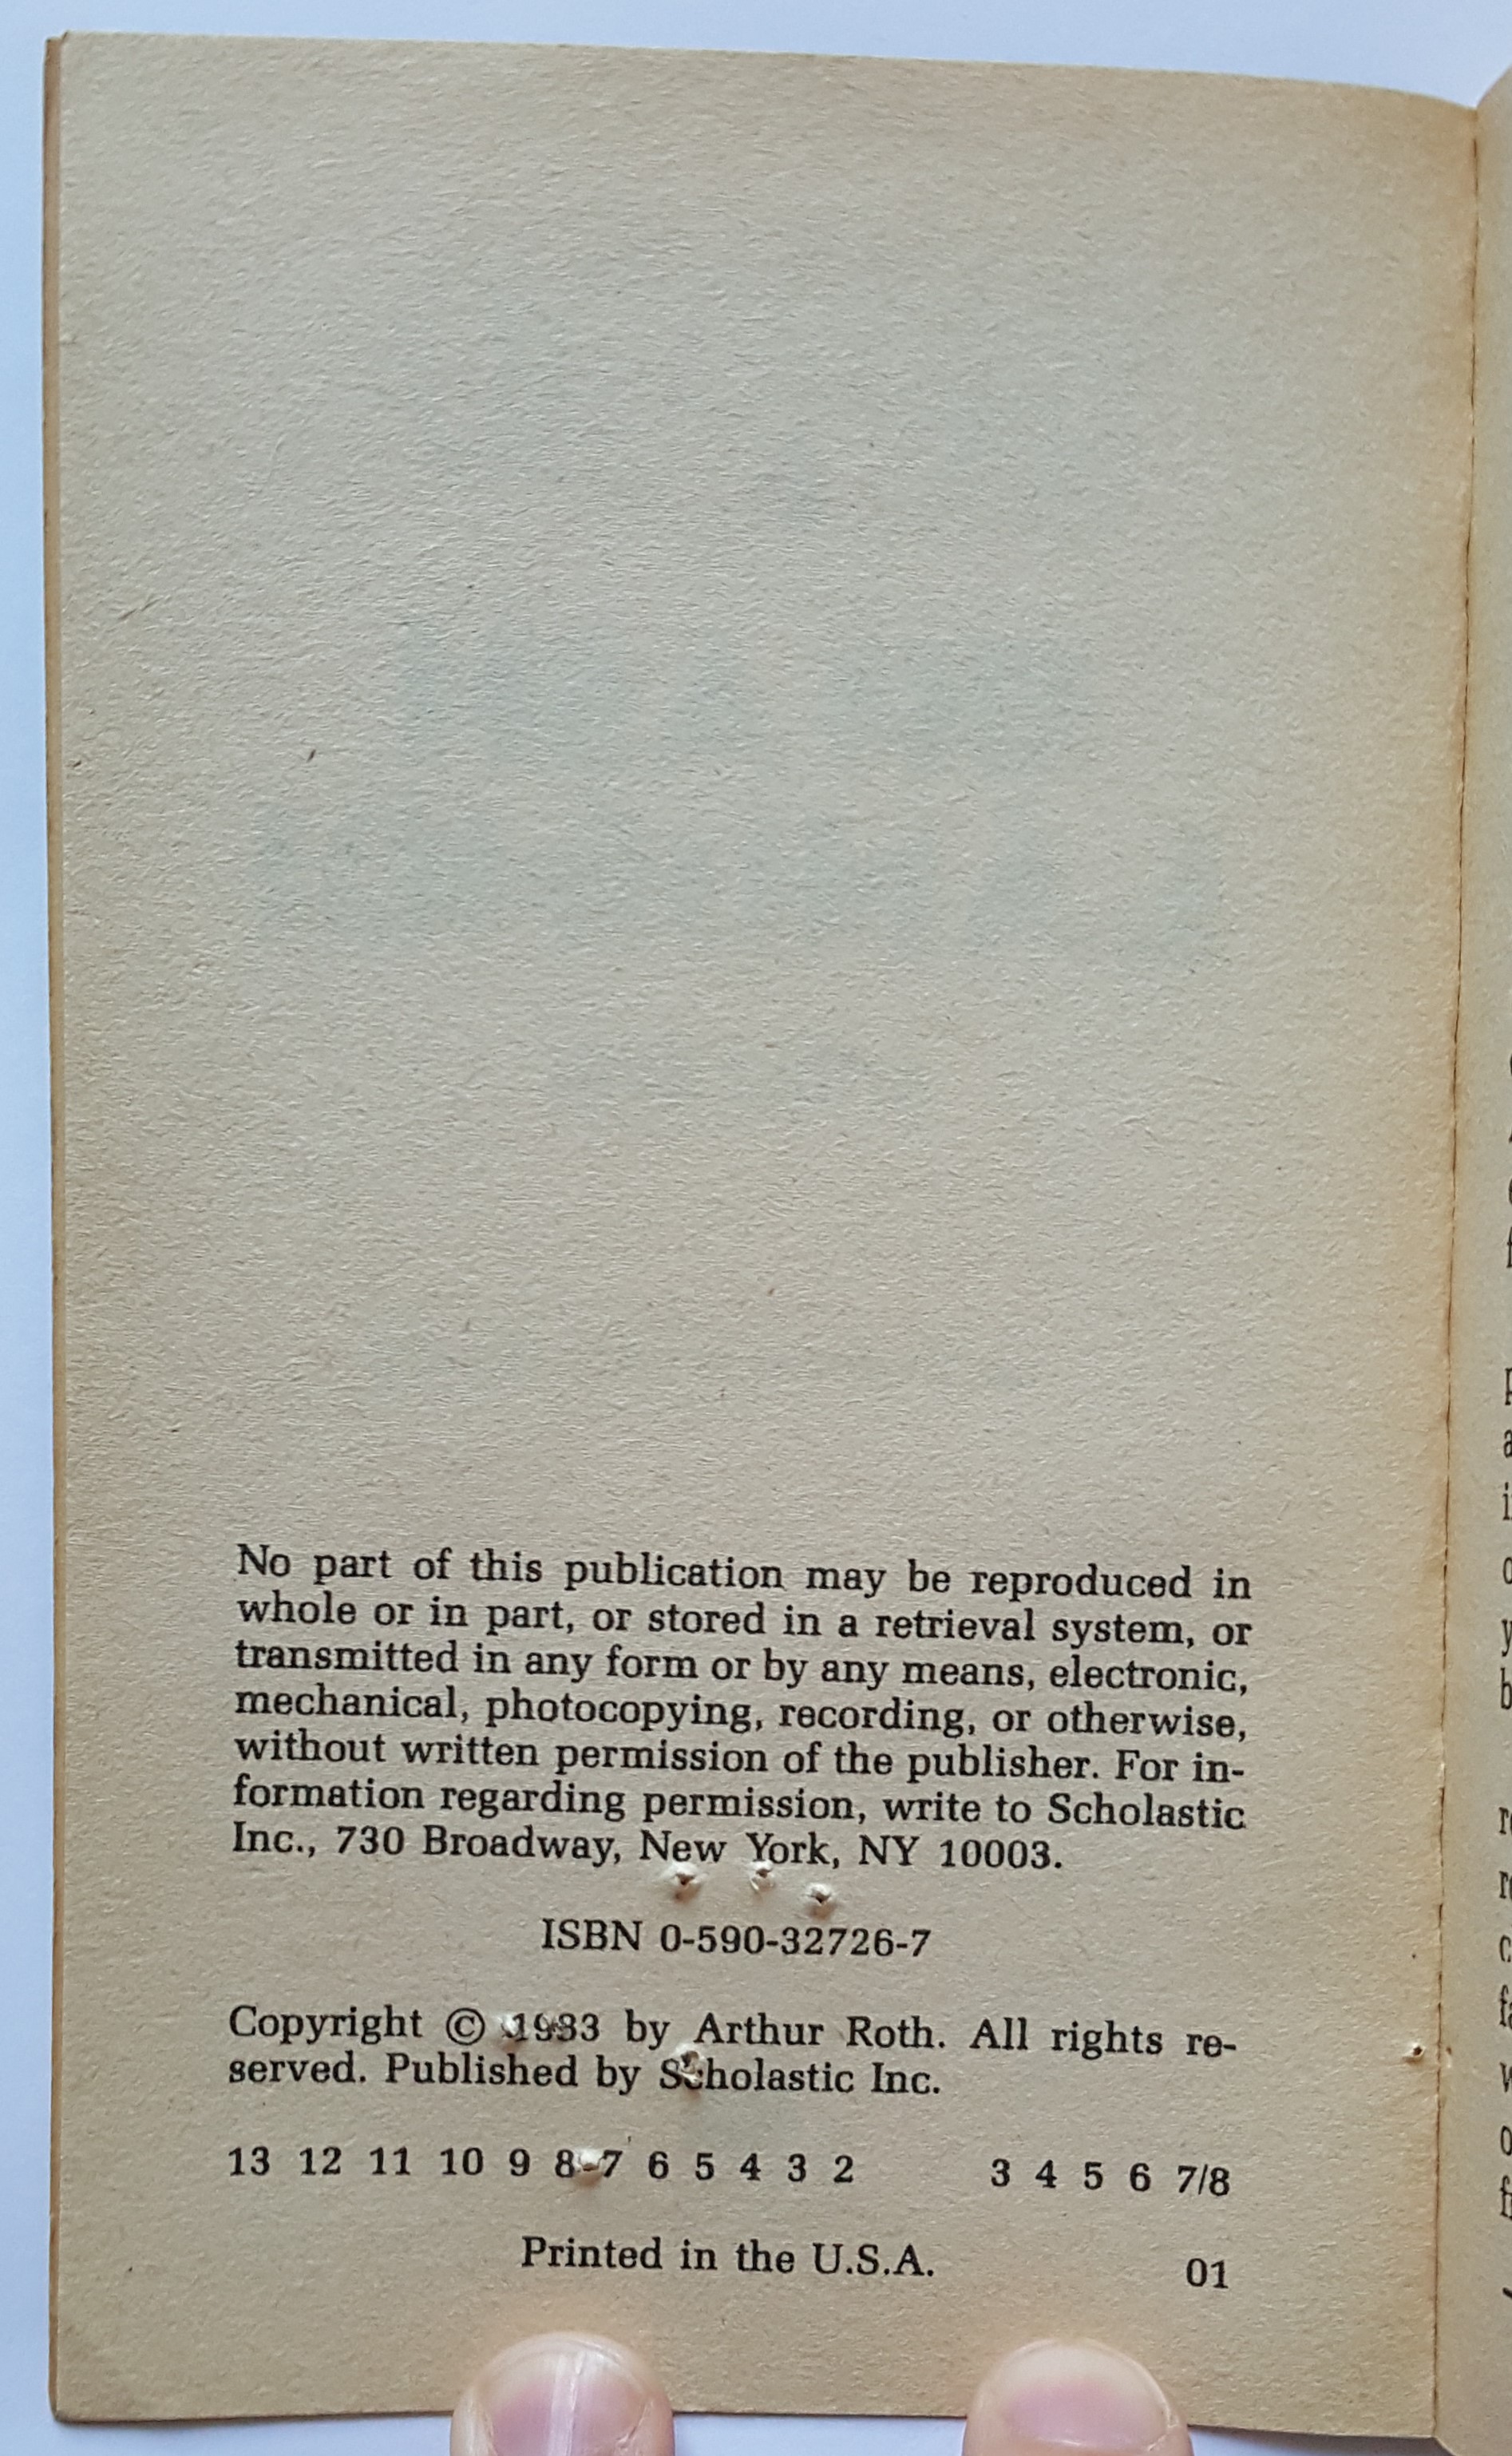 No part of this publication may be reproduced in
whole or in part, or stored in a retrieval system, or
transmitted in any form or by any means, electronic,
mechanical, photocopying, recording, or otherwise,
without written permission of the publisher. For in-
formation regarding permission, write to Scholastic
Inc., 730 Broadway, New York, NY 10003.
ISBN 0-590-32726-7
Copyright © 1983 by Arthur Roth. All rights re-
served. Published by Scholastic Inc.
13 12 11 10 9 8 7 6 5 4 3 2 3 4 5 6 7/8
Printed in the U.S.A. 01